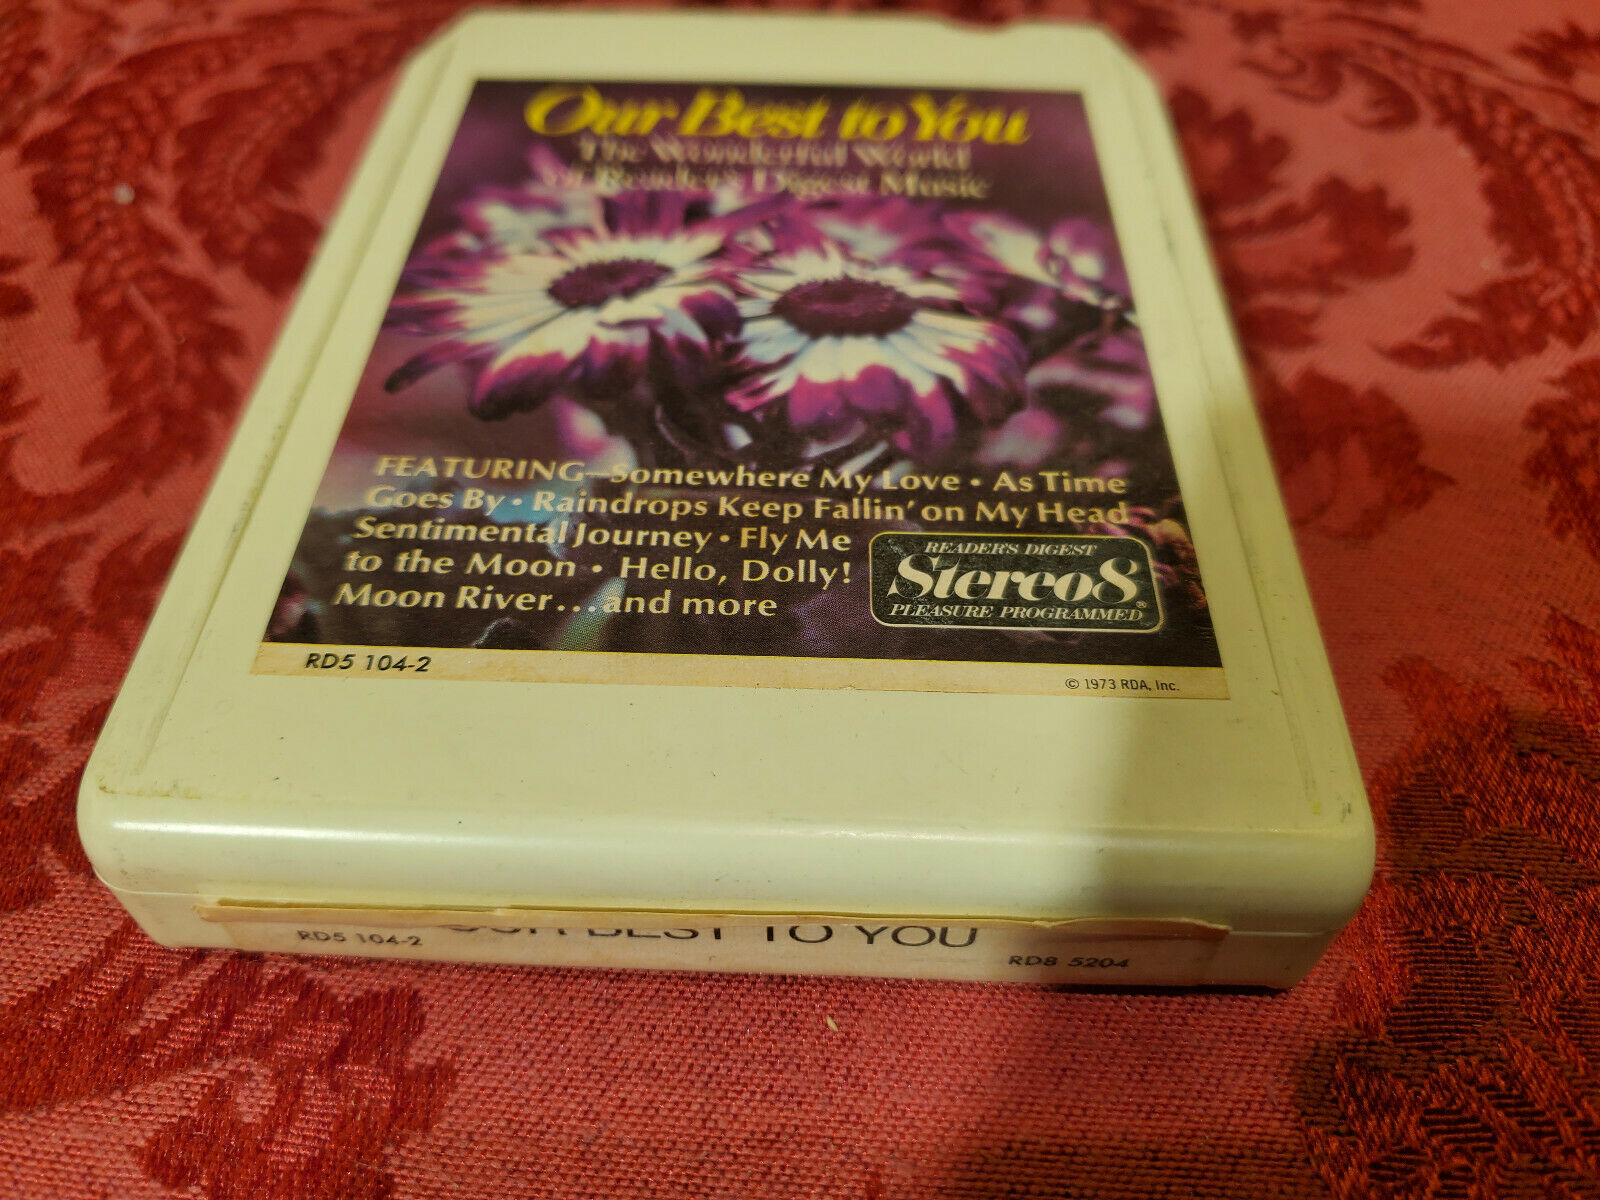 Our Best to You
The Wonderful World
of Reader's Digest Music
FEATURING—Somewhere My Love • As Time
Goes By • Raindrops Keep Fallin' on My Head
Sentimental Journey • Fly Me
to the Moon • Hello, Dolly!
Moon River...and more
READER'S DIGEST
Stereo8
PLEASURE PROGRAMMED®
RD5 104-2
© 1973 RDA, Inc.
RD5 104-2 OUR BEST TO YOU RD8 5204